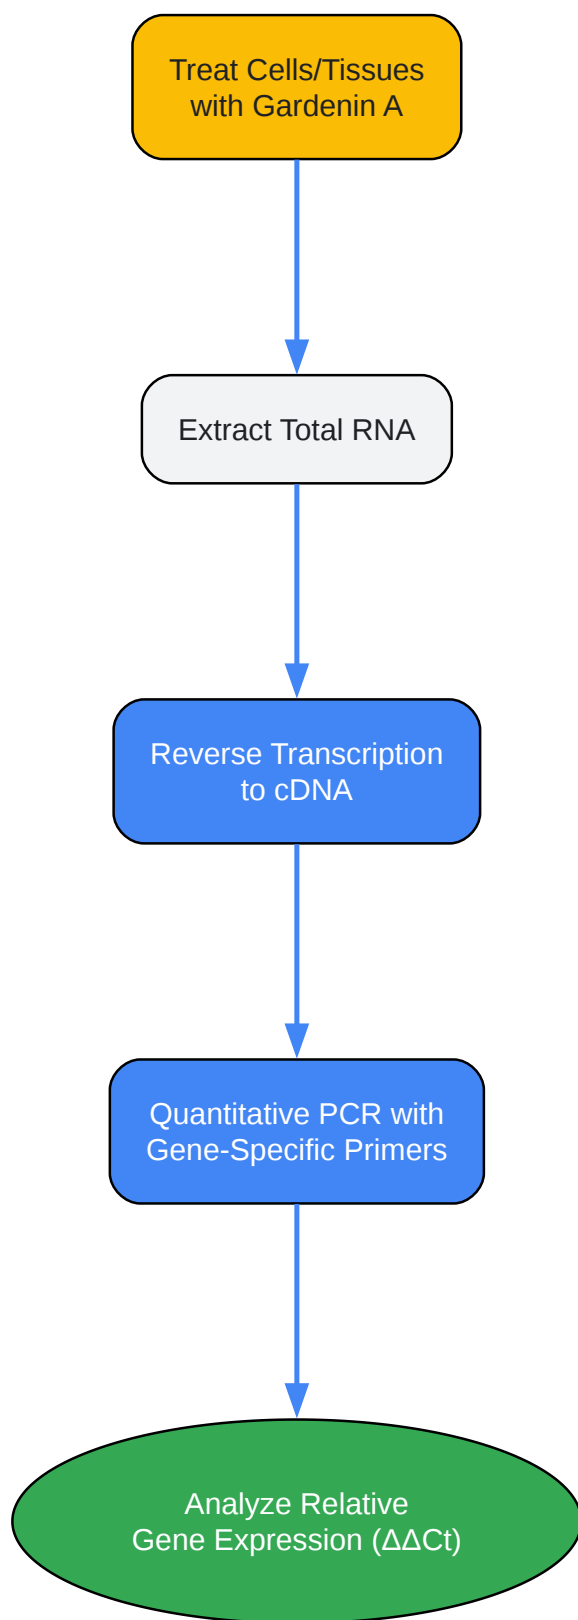 Treat Cells/Tissues
with Gardenin A
Extract Total RNA
Reverse Transcription
to cDNA
Quantitative PCR with
Gene-Specific Primers
Analyze Relative
Gene Expression (ΔΔCt)